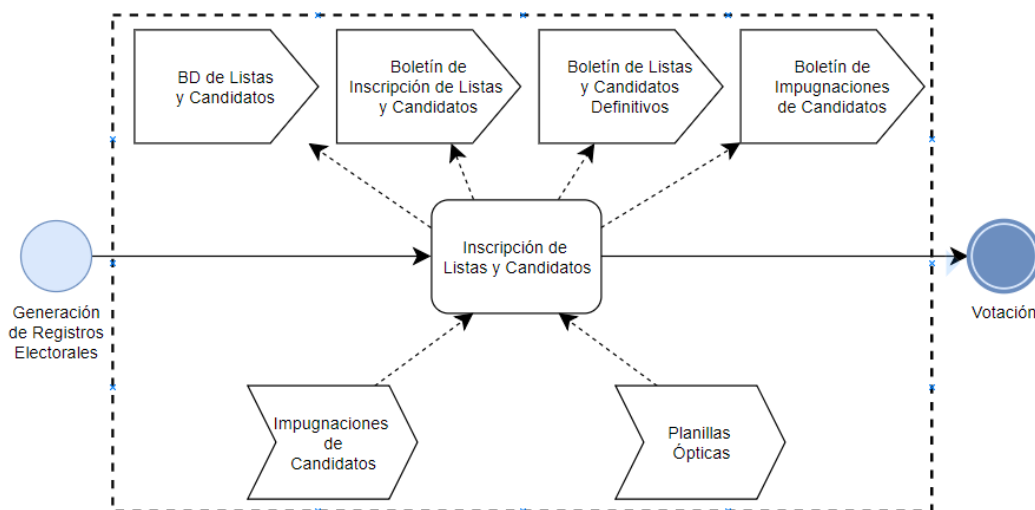 BD de Listas
y Candidatos
Boletín de
Inscripción de Listas
y Candidatos
Boletín de Listas
y Candidatos
Definitivos
Boletín de
Impugnaciones
de Candidatos
Inscripción de
Listas y Candidatos
Generación
de Registros
Electorales
Votación
Impugnaciones
de
Candidatos
Planillas
Ópticas